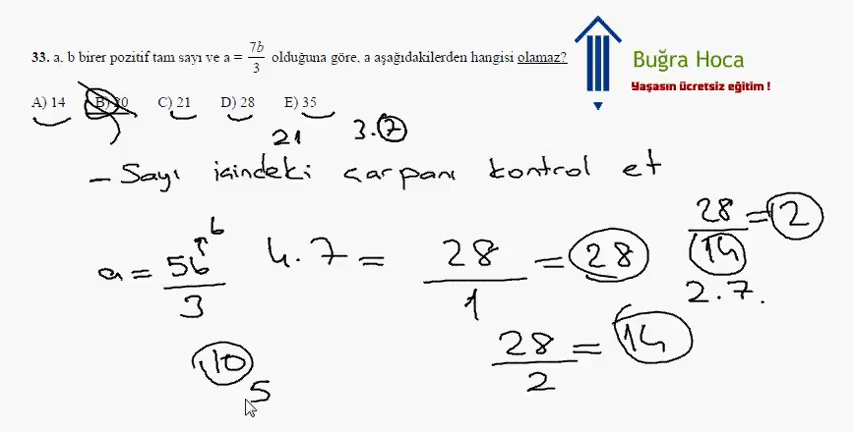 33. a, b birer pozitif tam sayı ve a = 7b/3 olduğuna göre, a aşağıdakilerden hangisi olamaz?
A) 14 B) 20 C) 21 D) 28 E) 35
Buğra Hoca
Yaşasın ücretsiz eğitim !
21 3.7
- Sayı içindeki çarpanı kontrol et
a = 5b/3
6
4.7 = 28/1 = 28
28/14 = 2
2.7.
28/2 = 14
10
5